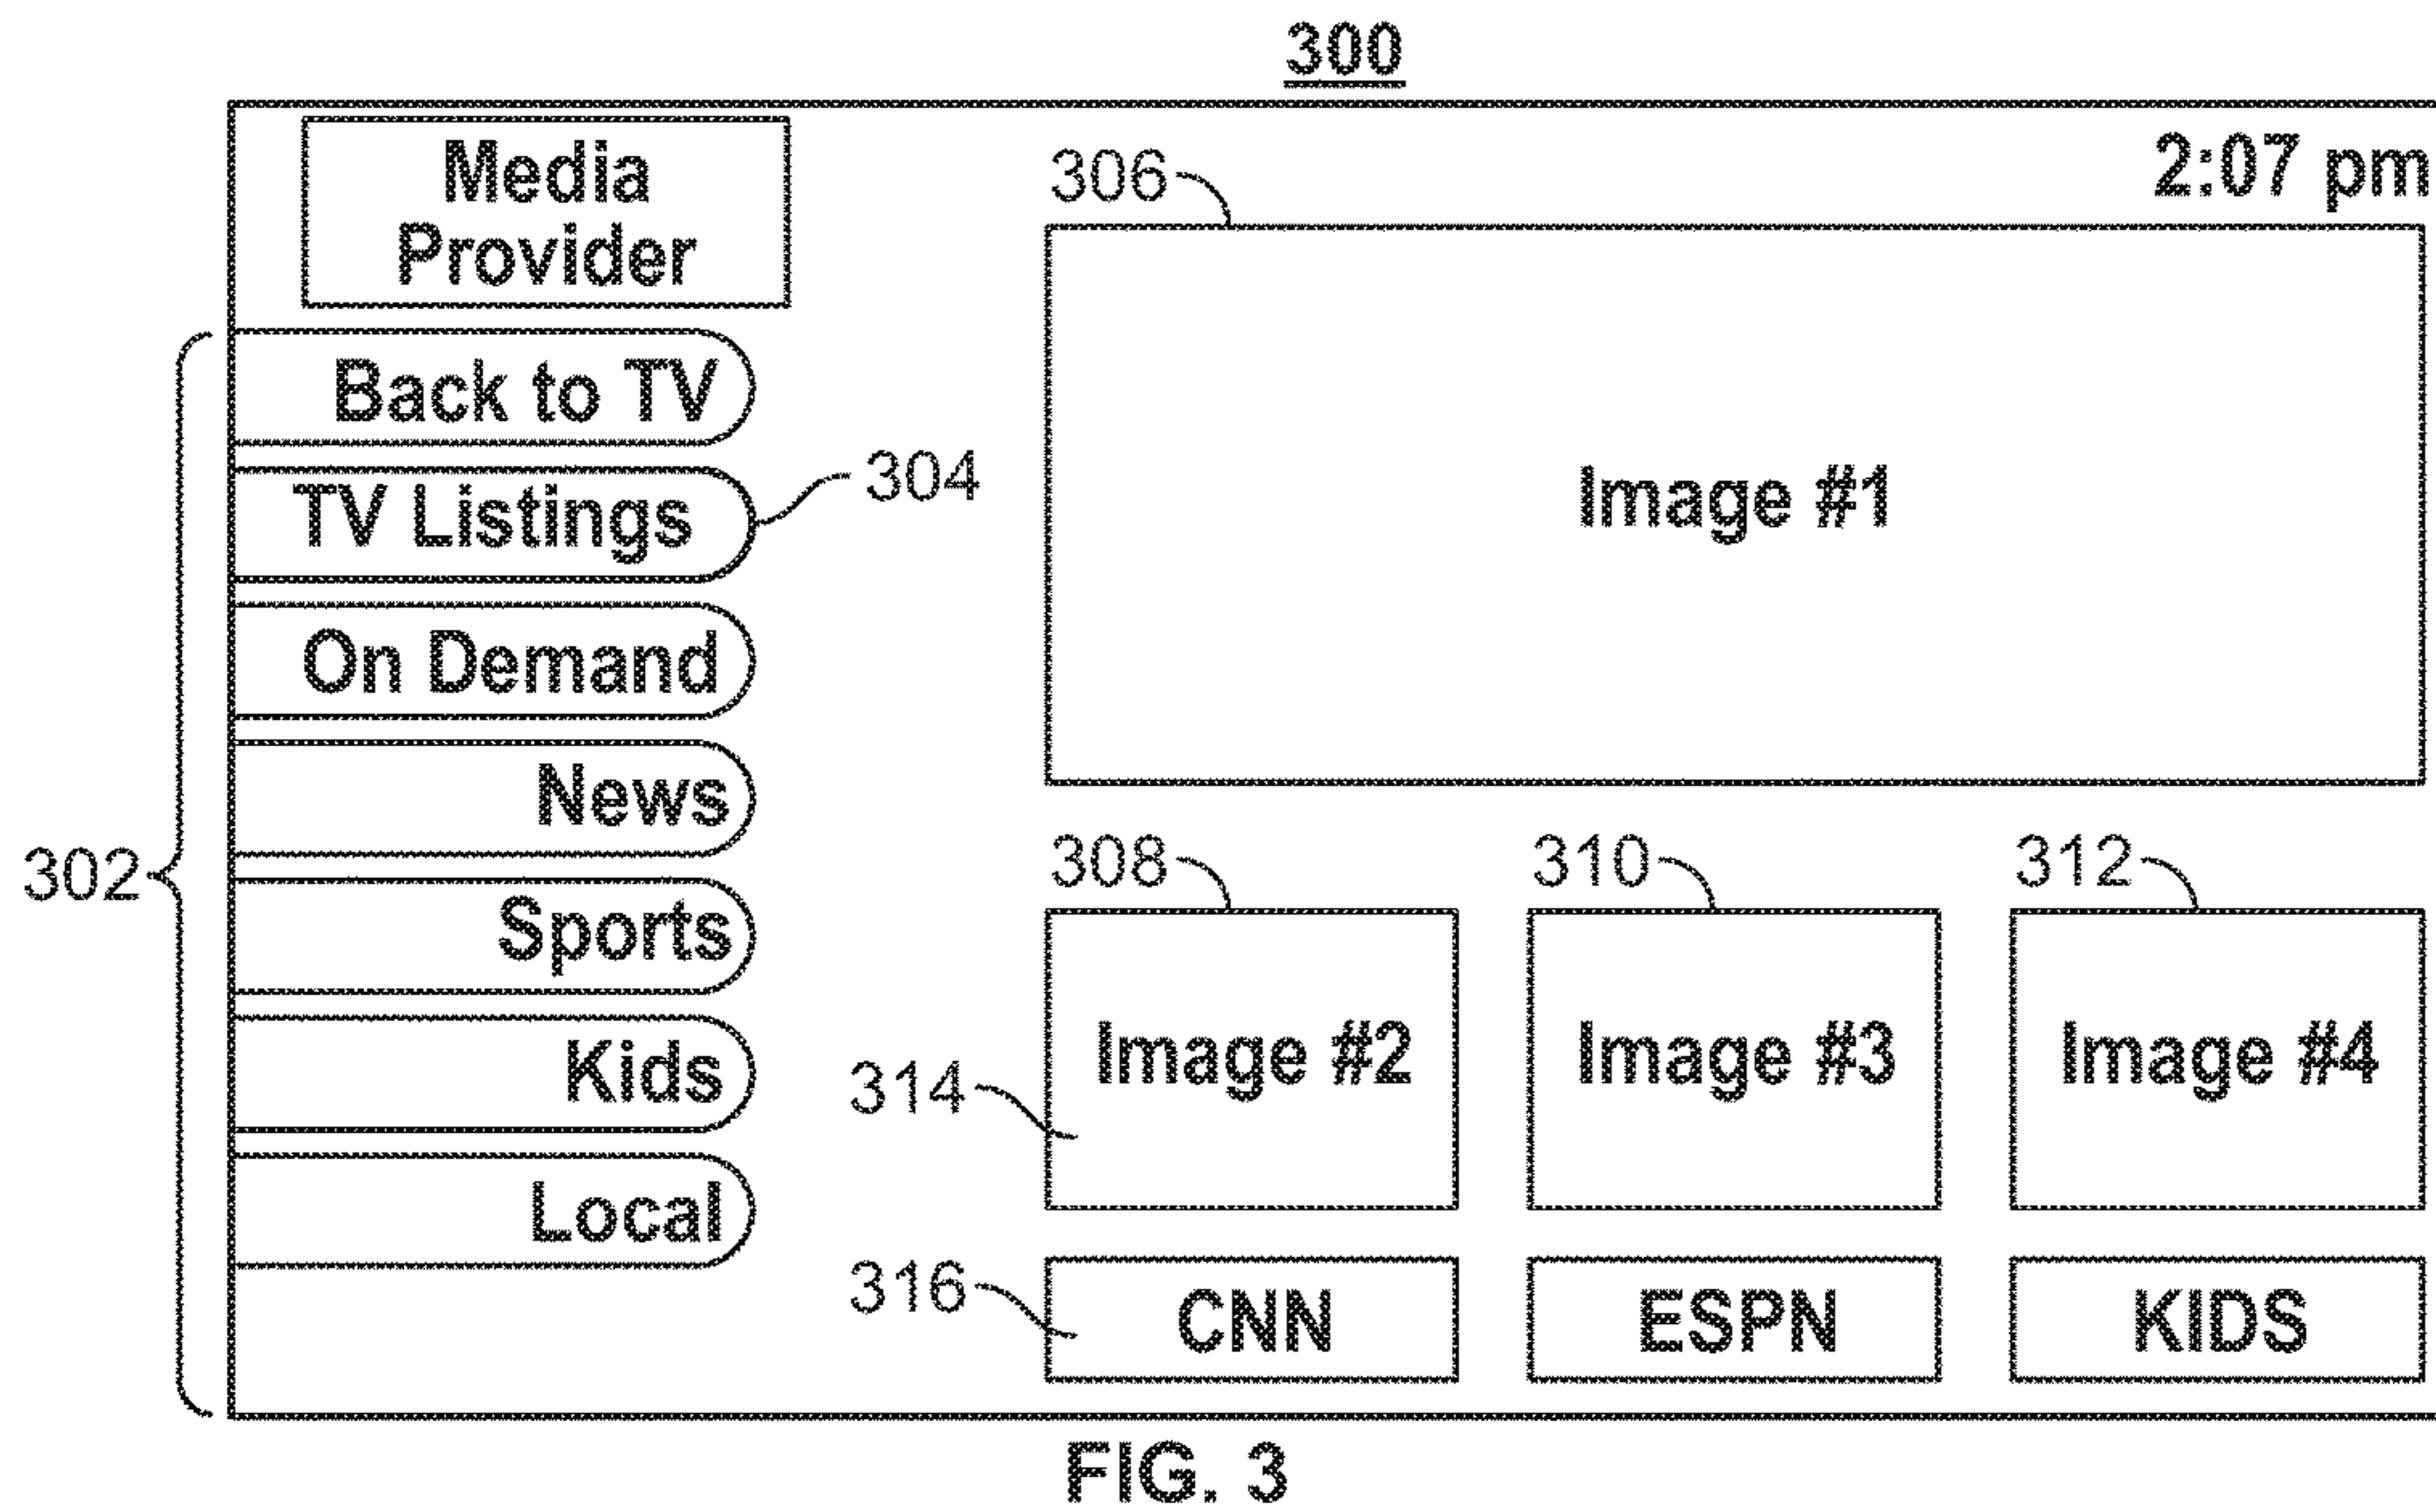 300
Media
Provider
2:07 pm
306
Back to TV
TV Listings
304
Image #1
On Demand
News
302
Sports
Kids
Local
308
310
312
314
Image #2
Image #3
Image #4
316
CNN
ESPN
KIDS
FIG. 3